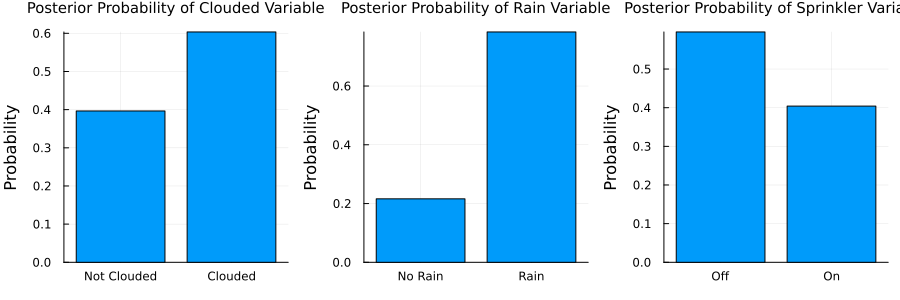 Posterior Probability of Clouded Variable
Probability
0.6
0.5
0.4
0.3
0.2
0.1
0.0
Not Clouded Clouded
Posterior Probability of Rain Variable
Probability
0.6
0.4
0.2
0.0
No Rain Rain
Posterior Probability of Sprinkler Varia
Probability
0.5
0.4
0.3
0.2
0.1
0.0
Off On